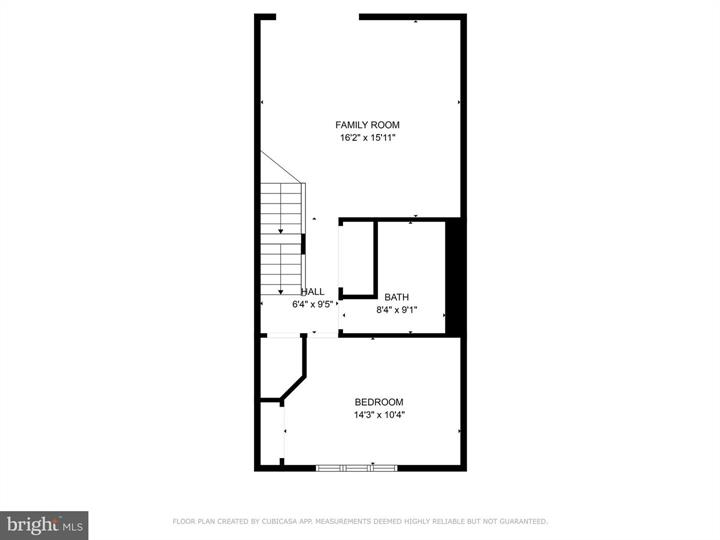 FAMILY ROOM
16'2" x 15'11"
HALL
6'4" x 9'5"
BATH
8'4" x 9'1"
BEDROOM
14'3" x 10'4"
FLOOR PLAN CREATED BY CUBICASA APP. MEASUREMENTS DEEMED HIGHLY RELIABLE BUT NOT GUARANTEED.
bright MLS